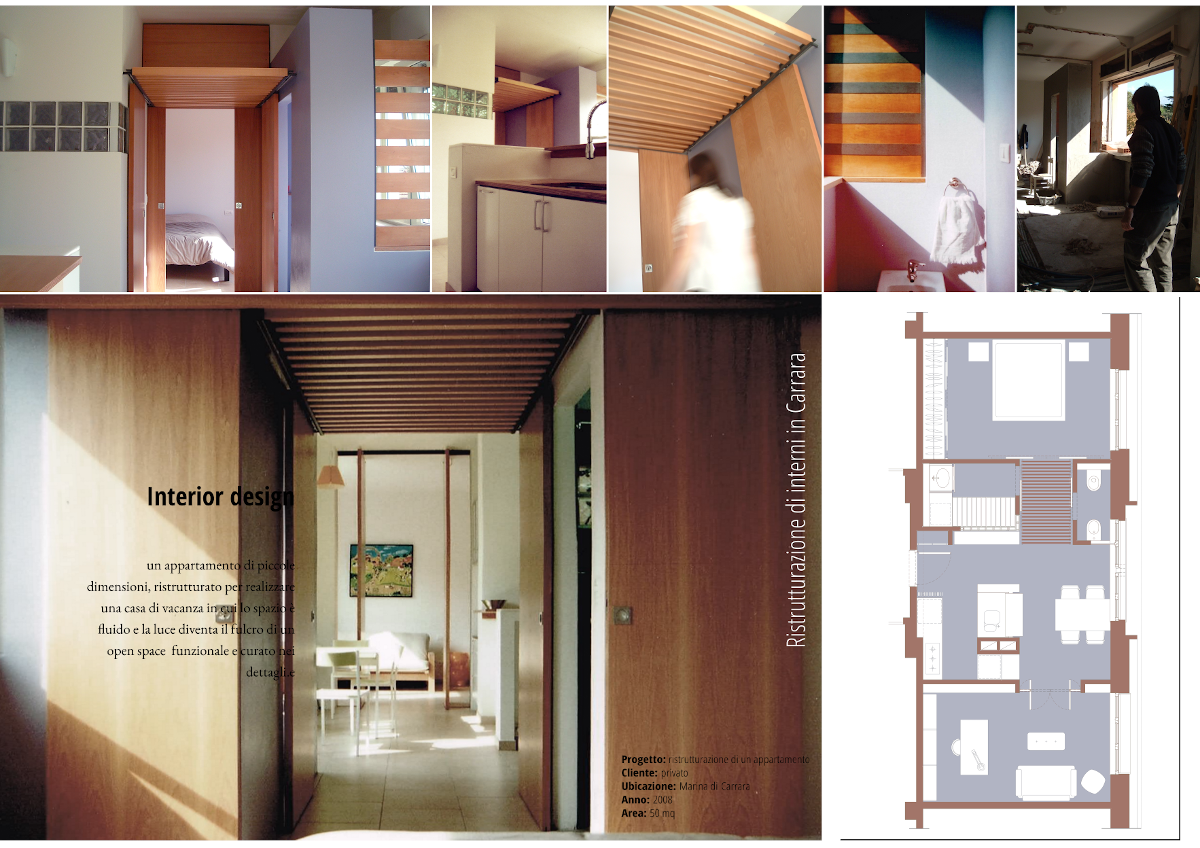 Interior design
un appartamento di piccole
dimensioni, ristrutturato per realizzare
una casa di vacanza in cui lo spazio è
fluido e la luce diventa il fulcro di un
open space  funzionale e curato nei
dettagli.e
Ristrutturazione di interni in Carrara
Progetto: ristrutturazione di un appartamento
Cliente: privato
Ubicazione: Marina di Carrara
Anno: 2008
Area: 50 mq